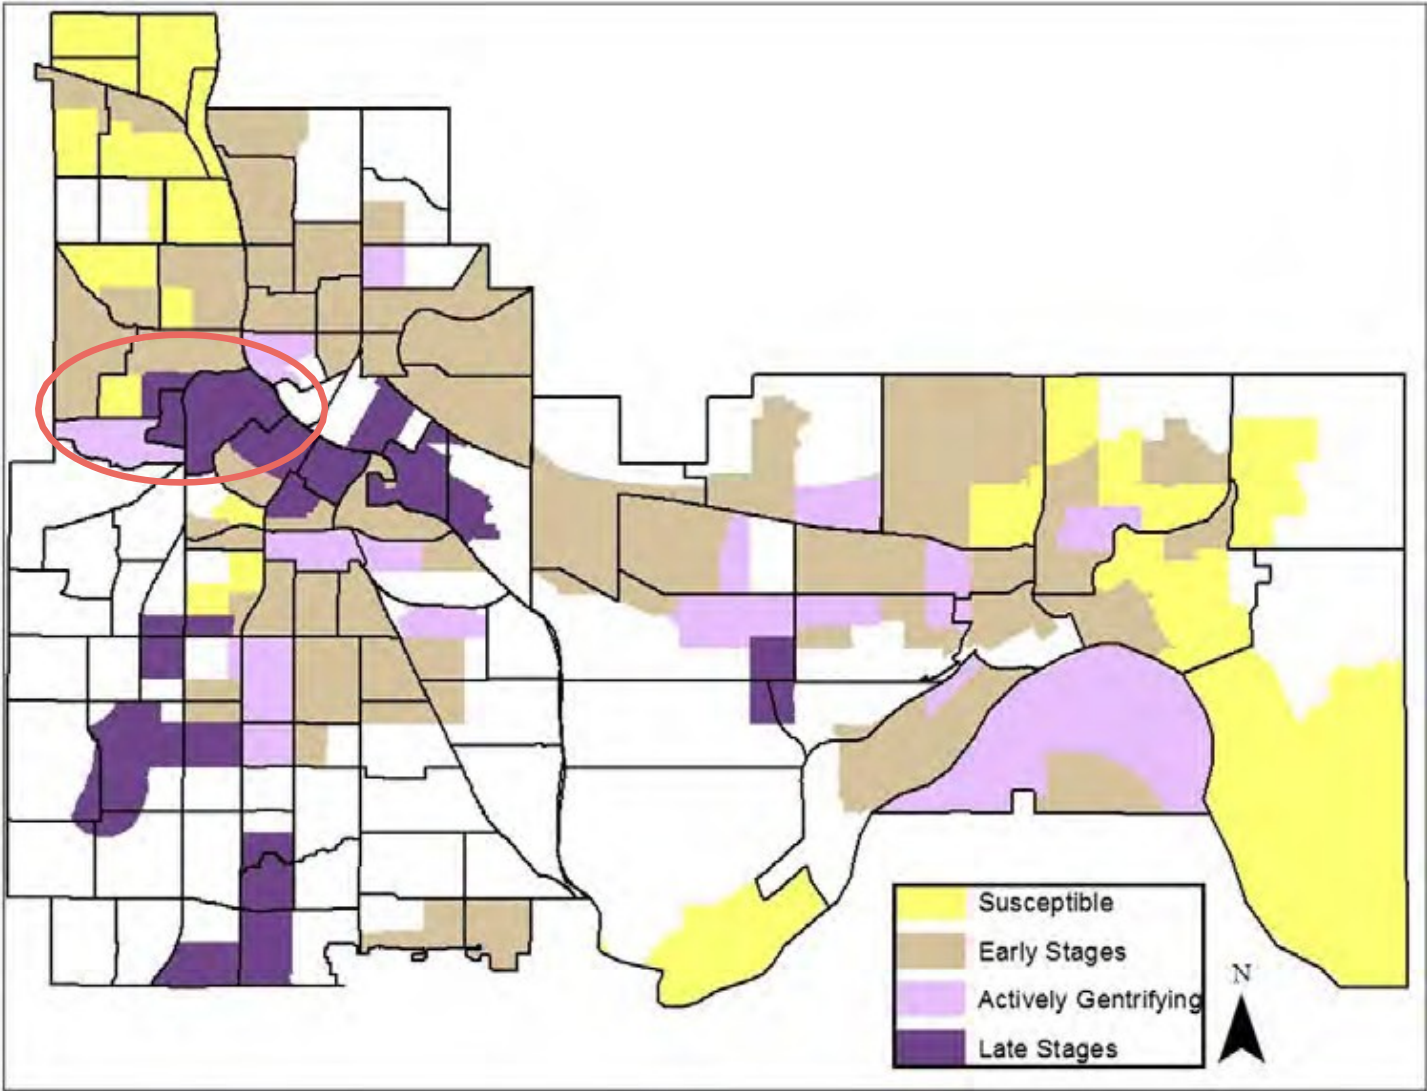 Susceptible
Early Stages
Actively Gentrifying
Late Stages
N